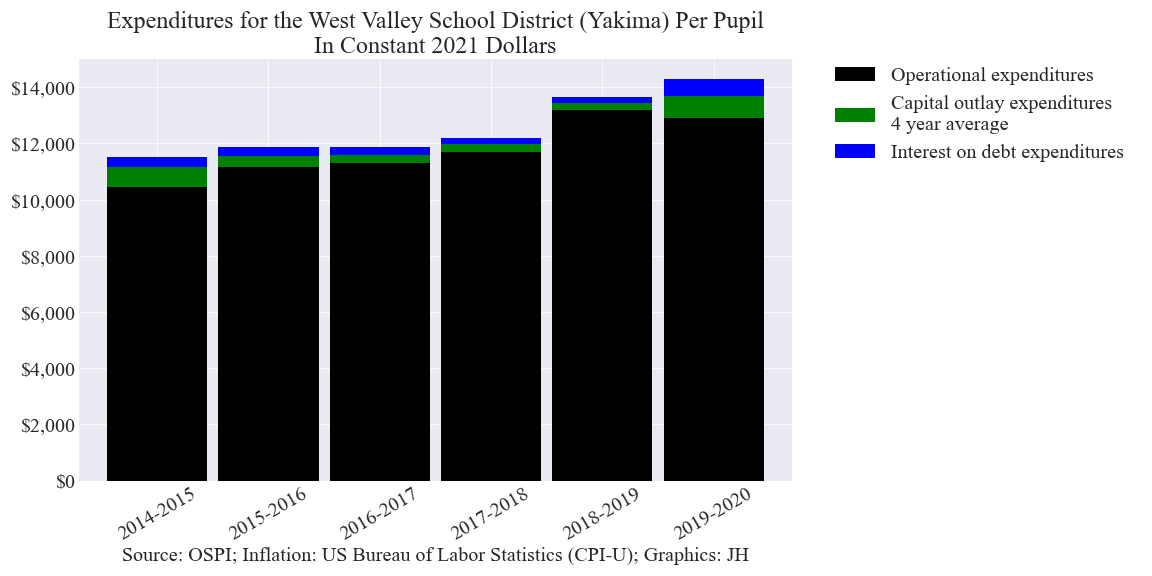 Expenditures for the West Valley School District (Yakima) Per Pupil
In Constant 2021 Dollars
$14,000
$12,000
$10,000
$8,000
$6,000
$4,000
$2,000
$0
2014-2015
2015-2016
2016-2017
2017-2018
2018-2019
2019-2020
Operational expenditures
Capital outlay expenditures
4 year average
Interest on debt expenditures
Source: OSPI; Inflation: US Bureau of Labor Statistics (CPI-U); Graphics: JH